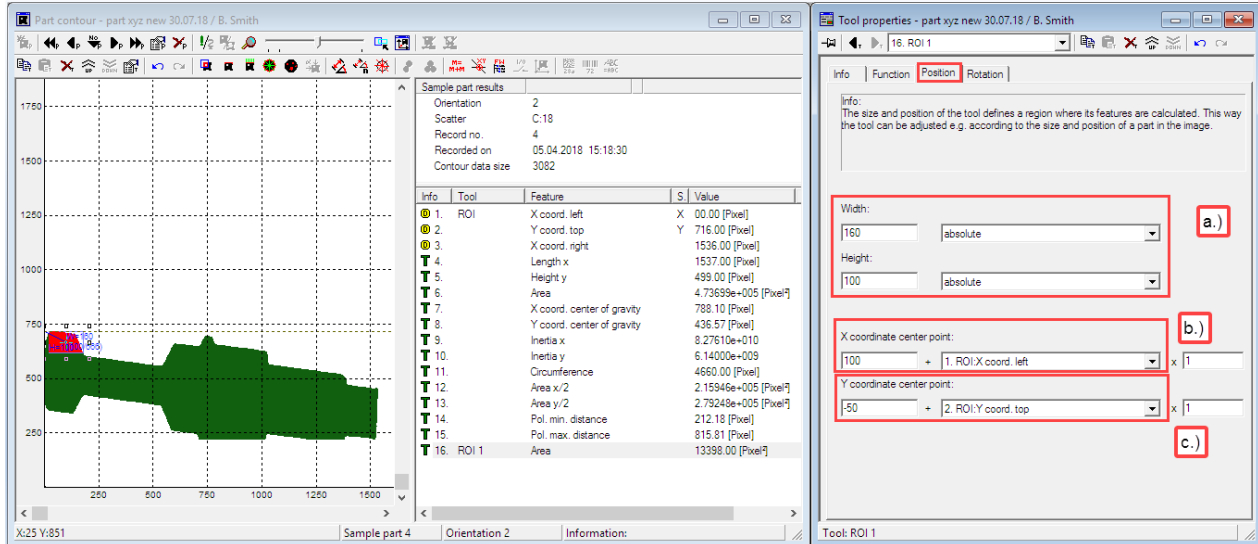 Part contour - part xyz new 30.07.18 / B. Smith
Sample part results
Orientation 2
Scatter C:18
Record no. 4
Recorded on 05.04.2018 15:18:30
Contour data size 3082
Info Tool Feature S. Value
1. ROI X coord. left X 00.00 [Pixel]
2. Y coord. top Y 716.00 [Pixel]
3. X coord. right 1536.00 [Pixel]
4. Length x 1537.00 [Pixel]
5. Height y 499.00 [Pixel]
6. Area 4.73699e+005 [Pixel²]
7. X coord. center of gravity 788.10 [Pixel]
8. Y coord. center of gravity 436.57 [Pixel]
9. Inertia x 8.27610e+010
10. Inertia y 6.14000e+009
11. Circumference 4660.00 [Pixel]
12. Area x/2 2.15946e+005 [Pixel²]
13. Area y/2 2.79248e+005 [Pixel²]
14. Pol. min. distance 212.18 [Pixel]
15. Pol. max. distance 815.81 [Pixel]
16. ROI 1 Area 13398.00 [Pixel²]
1750
1500
1250
1000
750
500
250
250 500 750 1000 1250 1500
X:25 Y:851
Sample part 4
Orientation 2
Information:
Tool properties - part xyz new 30.07.18 / B. Smith
16. ROI 1
Info Function Position Rotation
Info:
The size and position of the tool defines a region where its features are calculated. This way
the tool can be adjusted e.g. according to the size and position of a part in the image.
Width:
160 absolute
a.)
Height:
100 absolute
b.)
X coordinate center point:
100 + 1. ROI:X coord. left x 1
Y coordinate center point:
-50 + 2. ROI:Y coord. top x 1
c.)
Tool: ROI 1